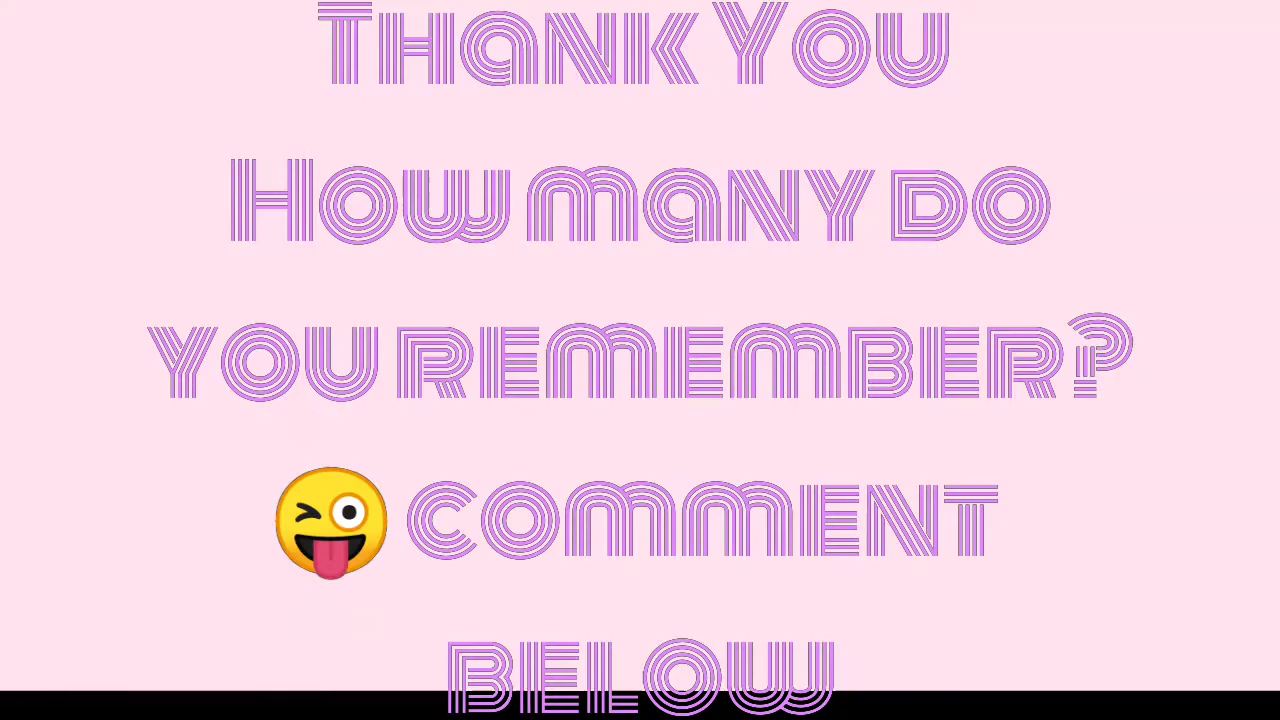 Thank You
How many do
you remember?
😜 comment
below